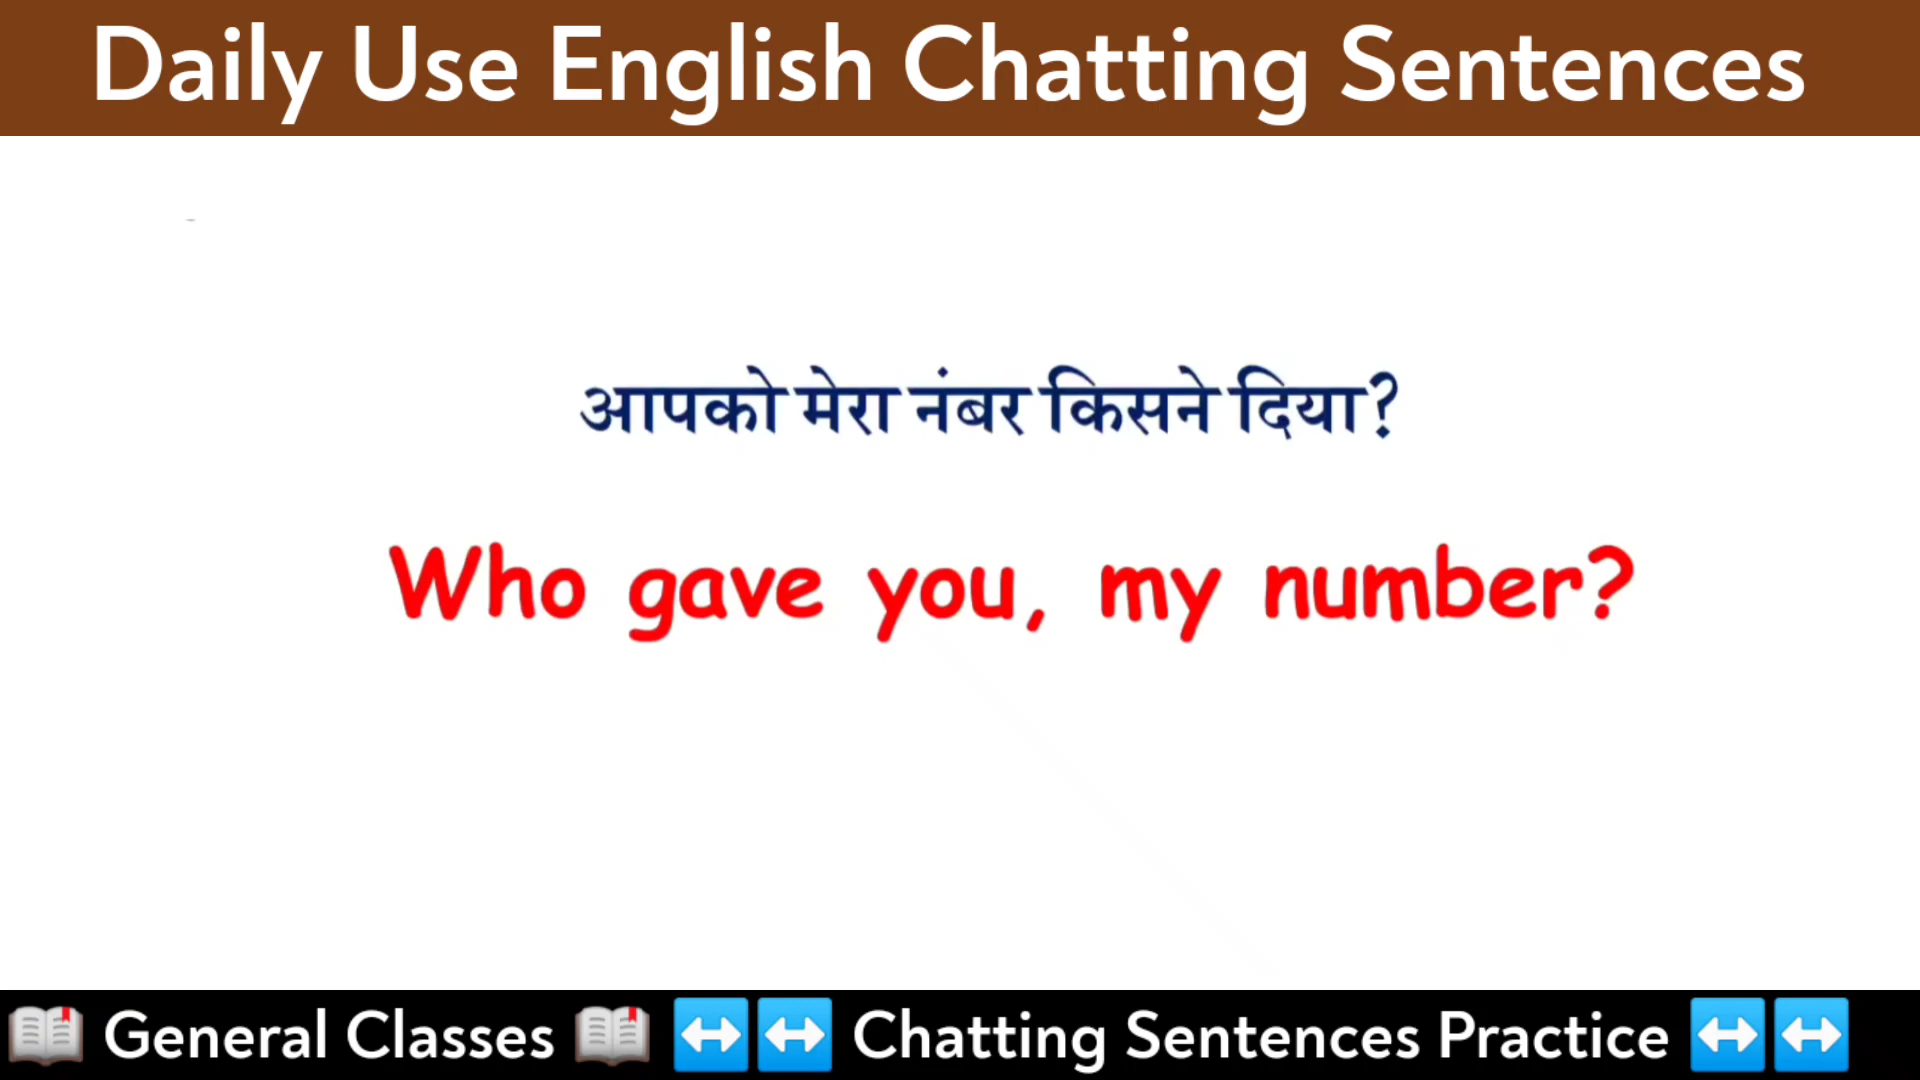 Daily Use English Chatting Sentences
आपको मेरा नंबर किसने दिया?
Who gave you, my number?
📖 General Classes 📖 ↔️↔️ Chatting Sentences Practice ↔️↔️